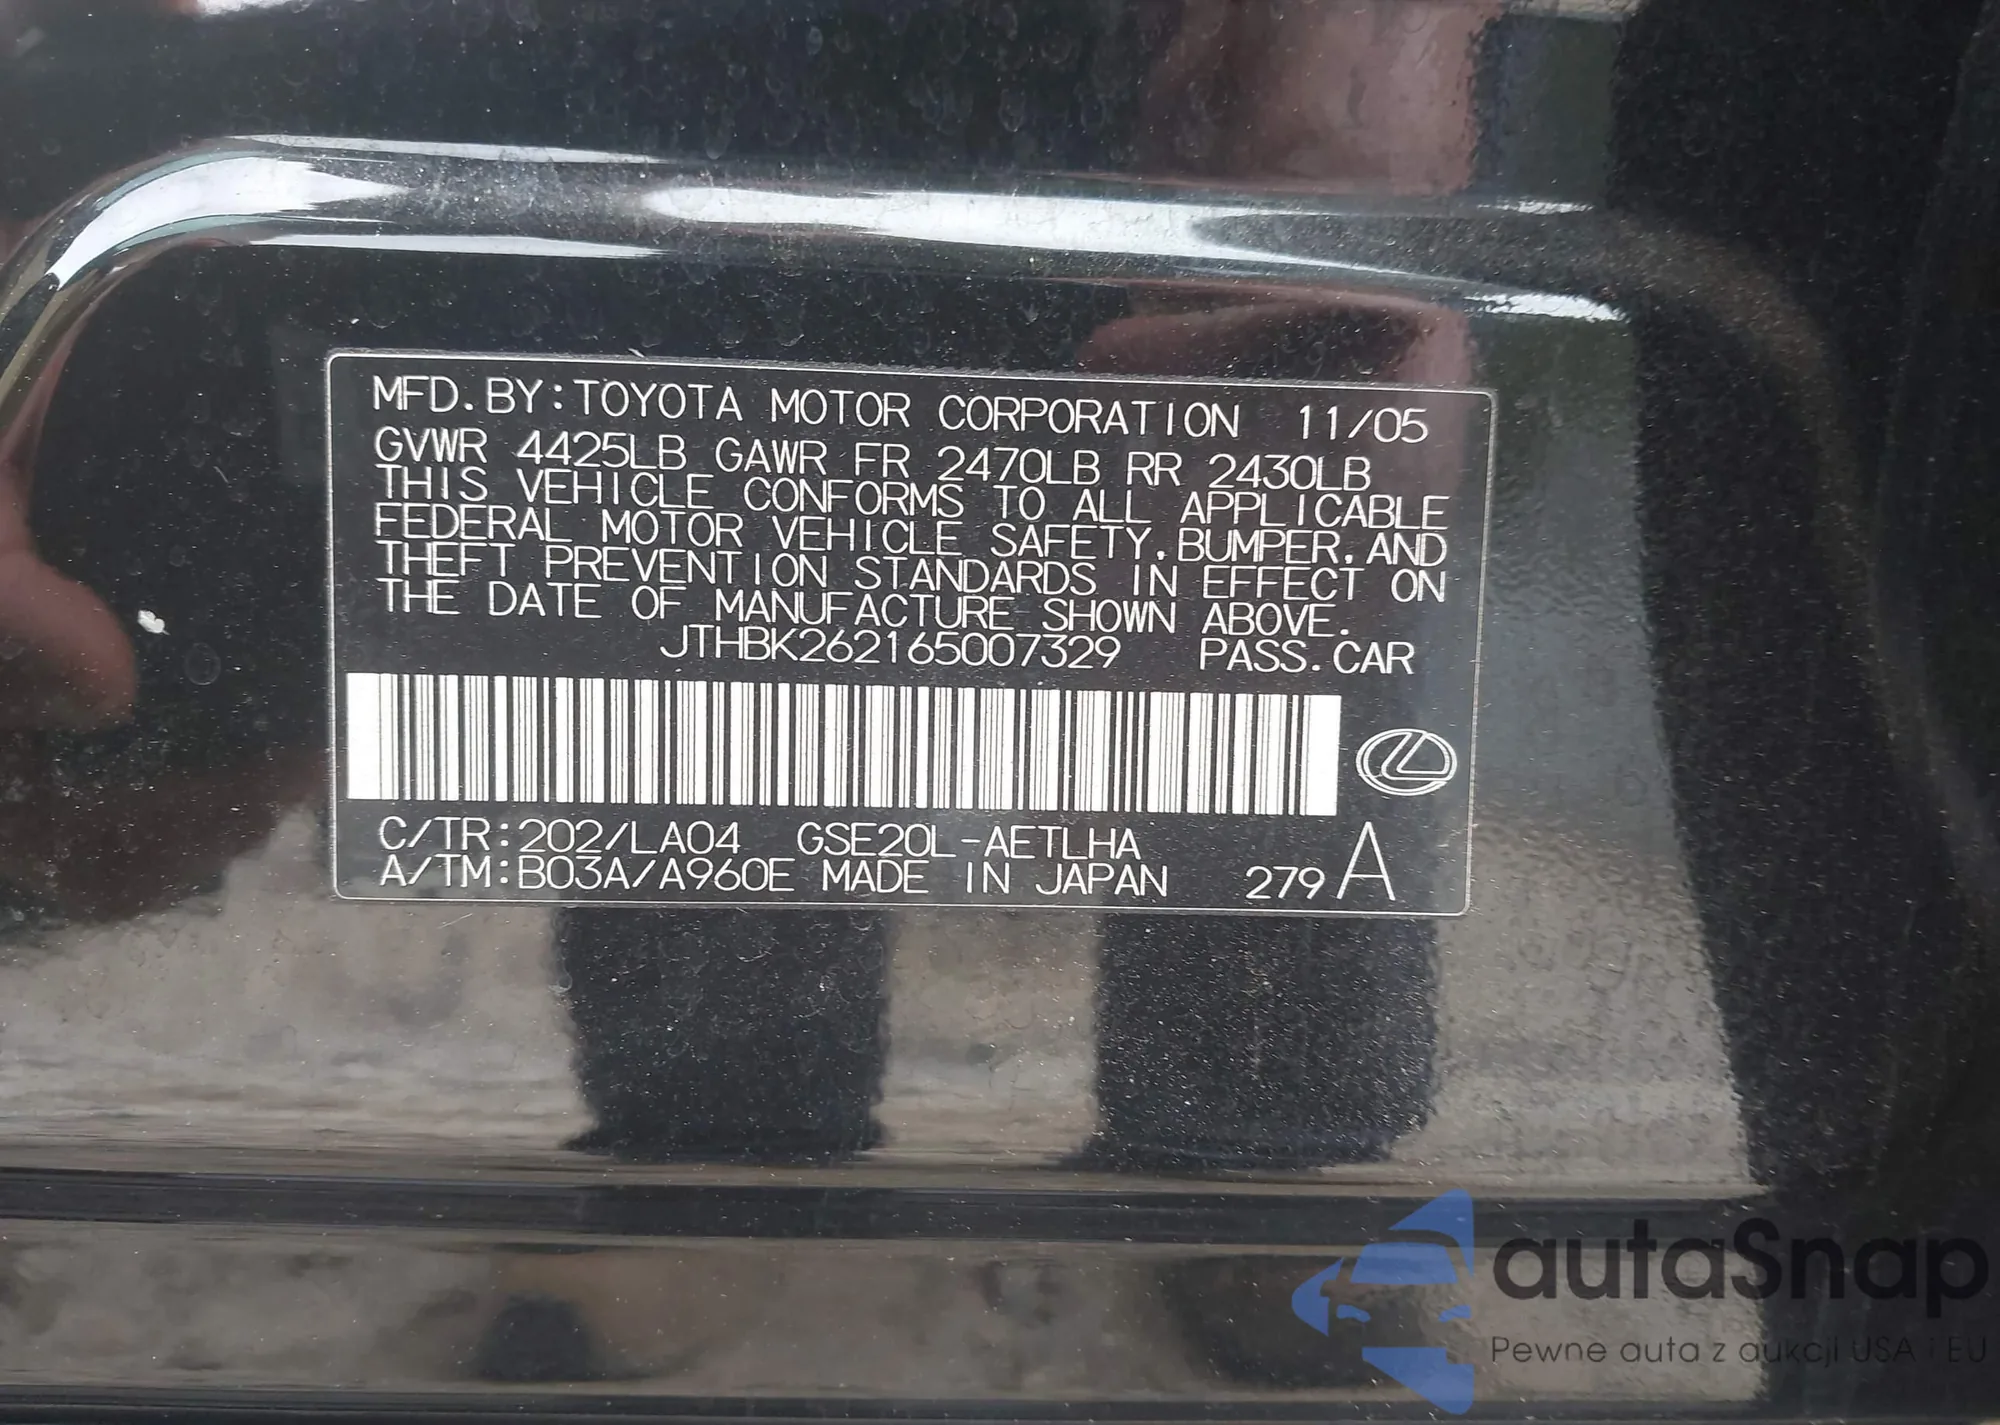 MFD. BY: TOYOTA MOTOR CORPORATION 11/05
GVWR 4425LB GAWR FR 2470LB RR 2430LB
THIS VEHICLE CONFORMS TO ALL APPLICABLE
FEDERAL MOTOR VEHICLE SAFETY, BUMPER, AND
THEFT PREVENTION STANDARDS IN EFFECT ON
THE DATE OF MANUFACTURE SHOWN ABOVE.
JTHBK262165007329 PASS. CAR
C/TR: 202/LA04 GSE20L-AETLHA
A/TM: B03A/A960E MADE IN JAPAN 279 A
autaSnap
Pewne auta z aukcji USA i EU